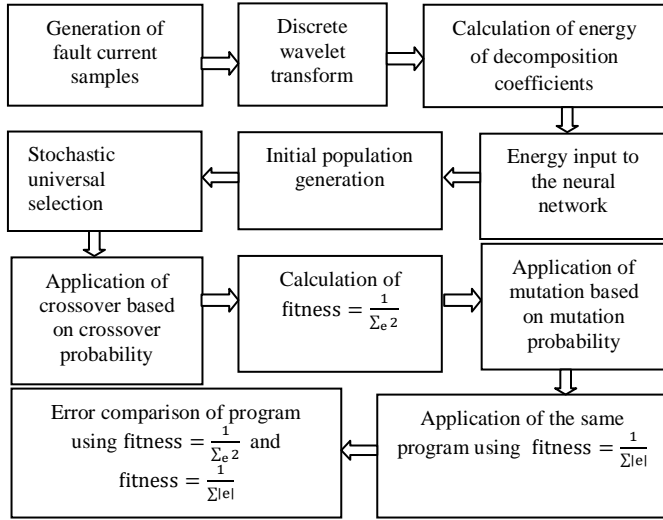 Generation of
fault current
samples
Discrete
wavelet
transform
Calculation of energy
of decomposition
coefficients
Energy input to
the neural
network
Initial population
generation
Stochastic
universal
selection
Application of
crossover based
on crossover
probability
Calculation of
fitness = 1/∑e 2
Application of
mutation based
on mutation
probability
Application of the same
program using fitness = 1/∑|e|
Error comparison of program
using fitness = 1/∑e 2 and
fitness = 1/∑|e|